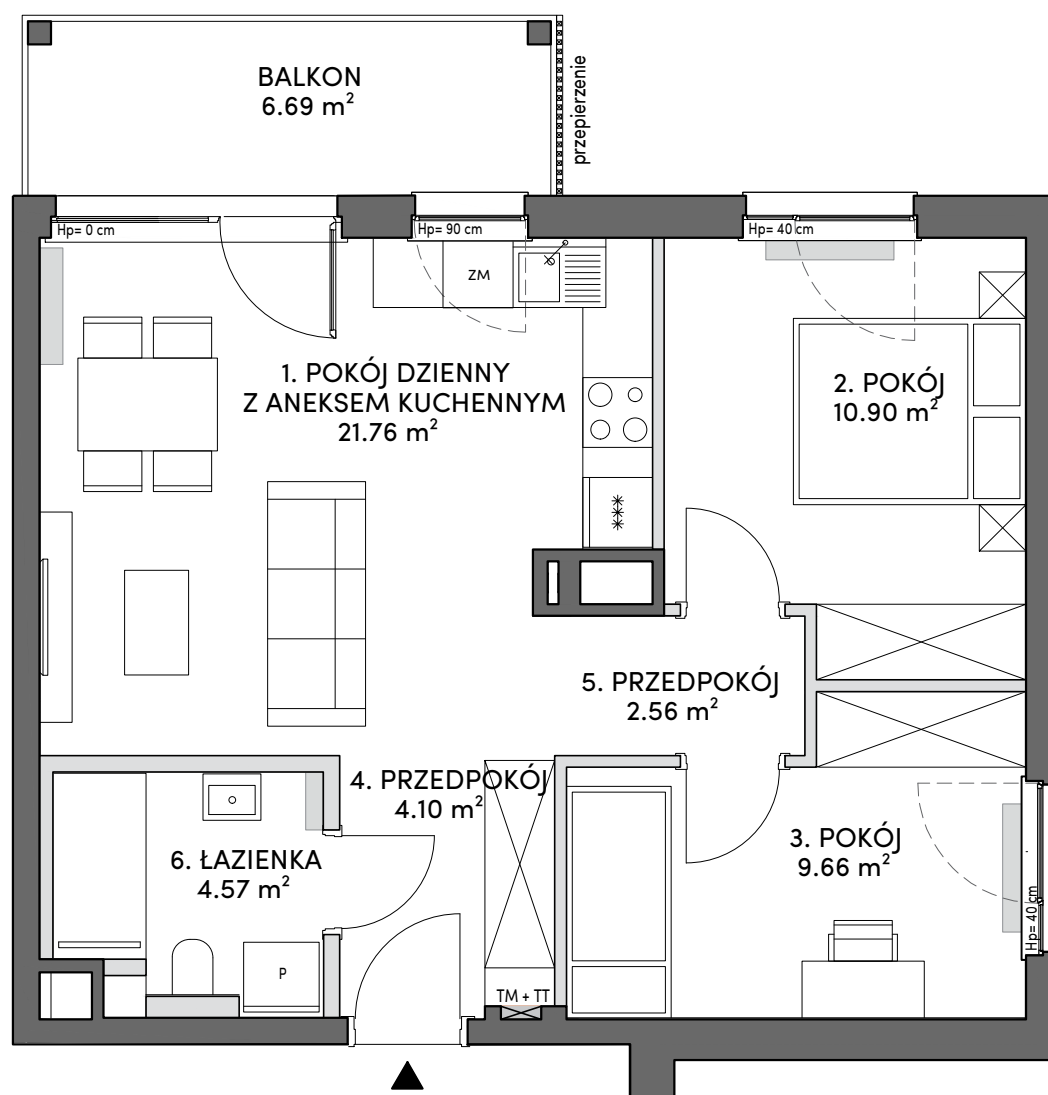 BALKON
6.69 m²
przepierzenie
Hp= 0 cm
Hp= 90 cm
Hp= 40 cm
ZM
1. POKÓJ DZIENNY
Z ANEKSEM KUCHENNYM
21.76 m²
2. POKÓJ
10.90 m²
5. PRZEDPOKÓJ
2.56 m²
4. PRZEDPOKÓJ
4.10 m²
3. POKÓJ
9.66 m²
6. ŁAZIENKA
4.57 m²
Hp= 40 cm
P
TM + TT